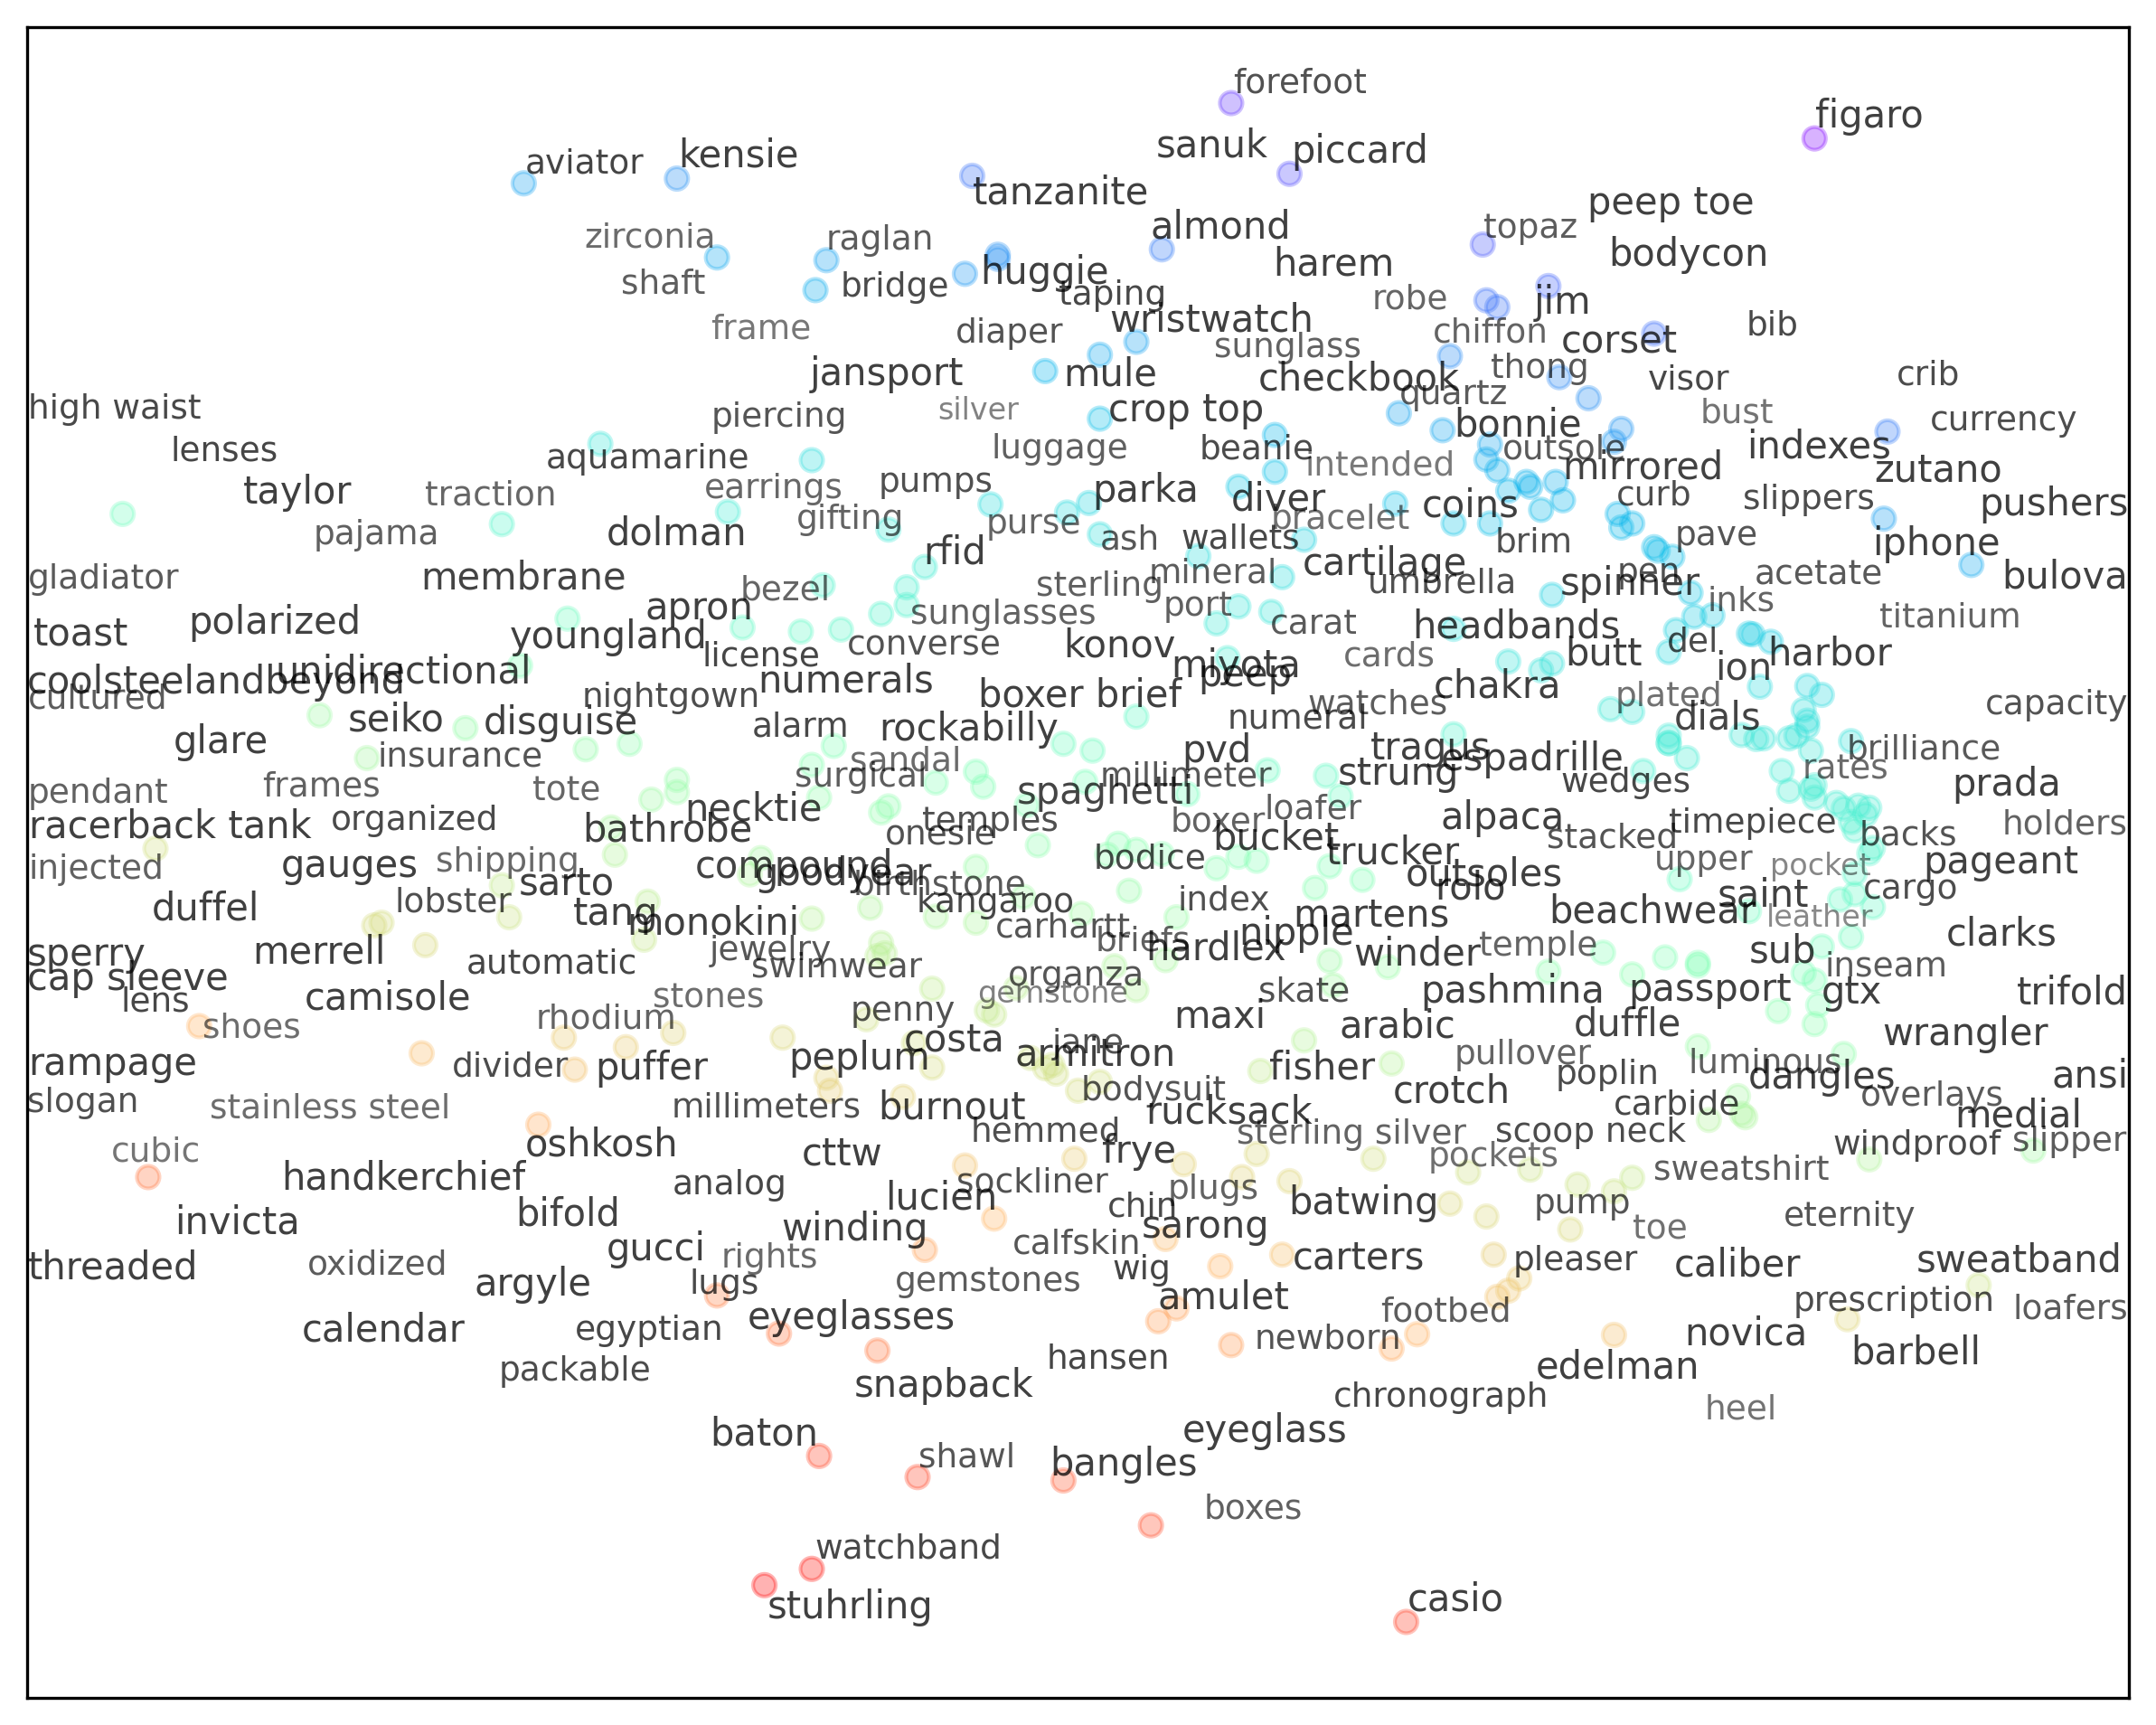 forefoot
figaro
sanuk
piccard
kensie
aviator
tanzanite
peep toe
almond
topaz
zirconia
raglan
bodycon
harem
huggie
shaft
bridge
taping
robe
jim
wristwatch
frame
diaper
chiffon
bib
corset
sunglass
jansport
mule
checkbook
thong
visor
crib
quartz
high waist
piercing
silver
crop top
bust
currency
bonnie
lenses
aquamarine
luggage
beanie
outsole
indexes
intended
mirrored
zutano
taylor
traction
earrings
pumps
parka
diver
coins
curb
slippers
pushers
pajama
dolman
gifting
purse
ash
wallets
bracelet
brim
pave
iphone
rfid
gladiator
membrane
bezel
sterling
mineral
cartilage
umbrella
spinner
pen
acetate
bulova
toast
polarized
apron
sunglasses
port
carat
headbands
inks
titanium
youngland
license
converse
konov
miyota
cards
butt
del
ion
harbor
coolsteelandbeyond
unidirectional
numerals
peep
chakra
cultured
nightgown
boxer brief
watches
plated
capacity
seiko
disguise
alarm
rockabilly
numeral
dials
glare
insurance
sandal
pvd
tragus
espadrille
brilliance
pendant
frames
tote
surgical
spaghetti
millimeter
strung
wedges
rates
prada
racerback tank
organized
bathrobe
necktie
onesie
temples
boxer
loafer
bucket
alpaca
stacked
timepiece
backs
holders
injected
gauges
shipping
sarto
compound
goodyear
birthstone
bodice
trucker
outsoles
rolo
upper
pocket
pageant
duffel
lobster
tang
monokini
kangaroo
carhartt
index
martens
beachwear
saint
cargo
leather
sperry
merrell
automatic
jewelry
swimwear
briefs
hardlex
nipple
winder
temple
sub
clarks
cap sleeve
lens
camisole
stones
organza
gemstone
skate
pashmina
passport
inseam
gtx
trifold
shoes
rhodium
penny
costa
jane
maxi
arabic
duffle
wrangler
rampage
divider
puffer
peplum
armitron
fisher
pullover
poplin
luminous
dangles
ansi
slogan
stainless steel
millimeters
burnout
bodysuit
rucksack
crotch
carbide
overlays
medial
cubic
oshkosh
cttw
hemmed
frye
sterling silver
scoop neck
windproof
slipper
handkerchief
analog
lucien
sockliner
plugs
pockets
sweatshirt
invicta
bifold
winding
chin
sarong
batwing
pump
toe
eternity
threaded
oxidized
gucci
rights
calfskin
wig
carters
pleaser
caliber
sweatband
argyle
lugs
gemstones
amulet
footbed
prescription
loafers
calendar
egyptian
eyeglasses
newborn
novica
barbell
packable
hansen
edelman
snapback
chronograph
heel
baton
eyeglass
shawl
bangles
boxes
watchband
stuhrling
casio